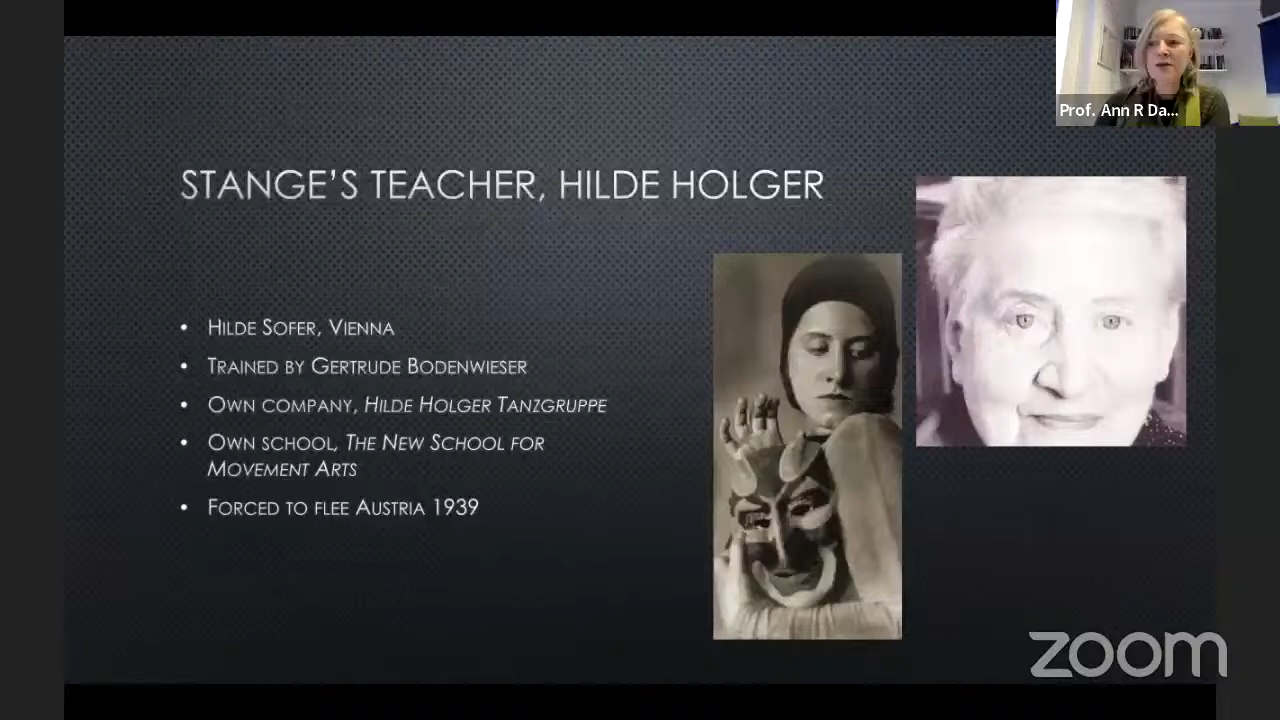 Prof. Ann R Da...
STANGE'S TEACHER, HILDE HOLGER
• HILDE SOFER, VIENNA
• TRAINED BY GERTRUDE BODENWIESER
• OWN COMPANY, HILDE HOLGER TANZGRUPPE
• OWN SCHOOL, THE NEW SCHOOL FOR
MOVEMENT ARTS
• FORCED TO FLEE AUSTRIA 1939
zoom